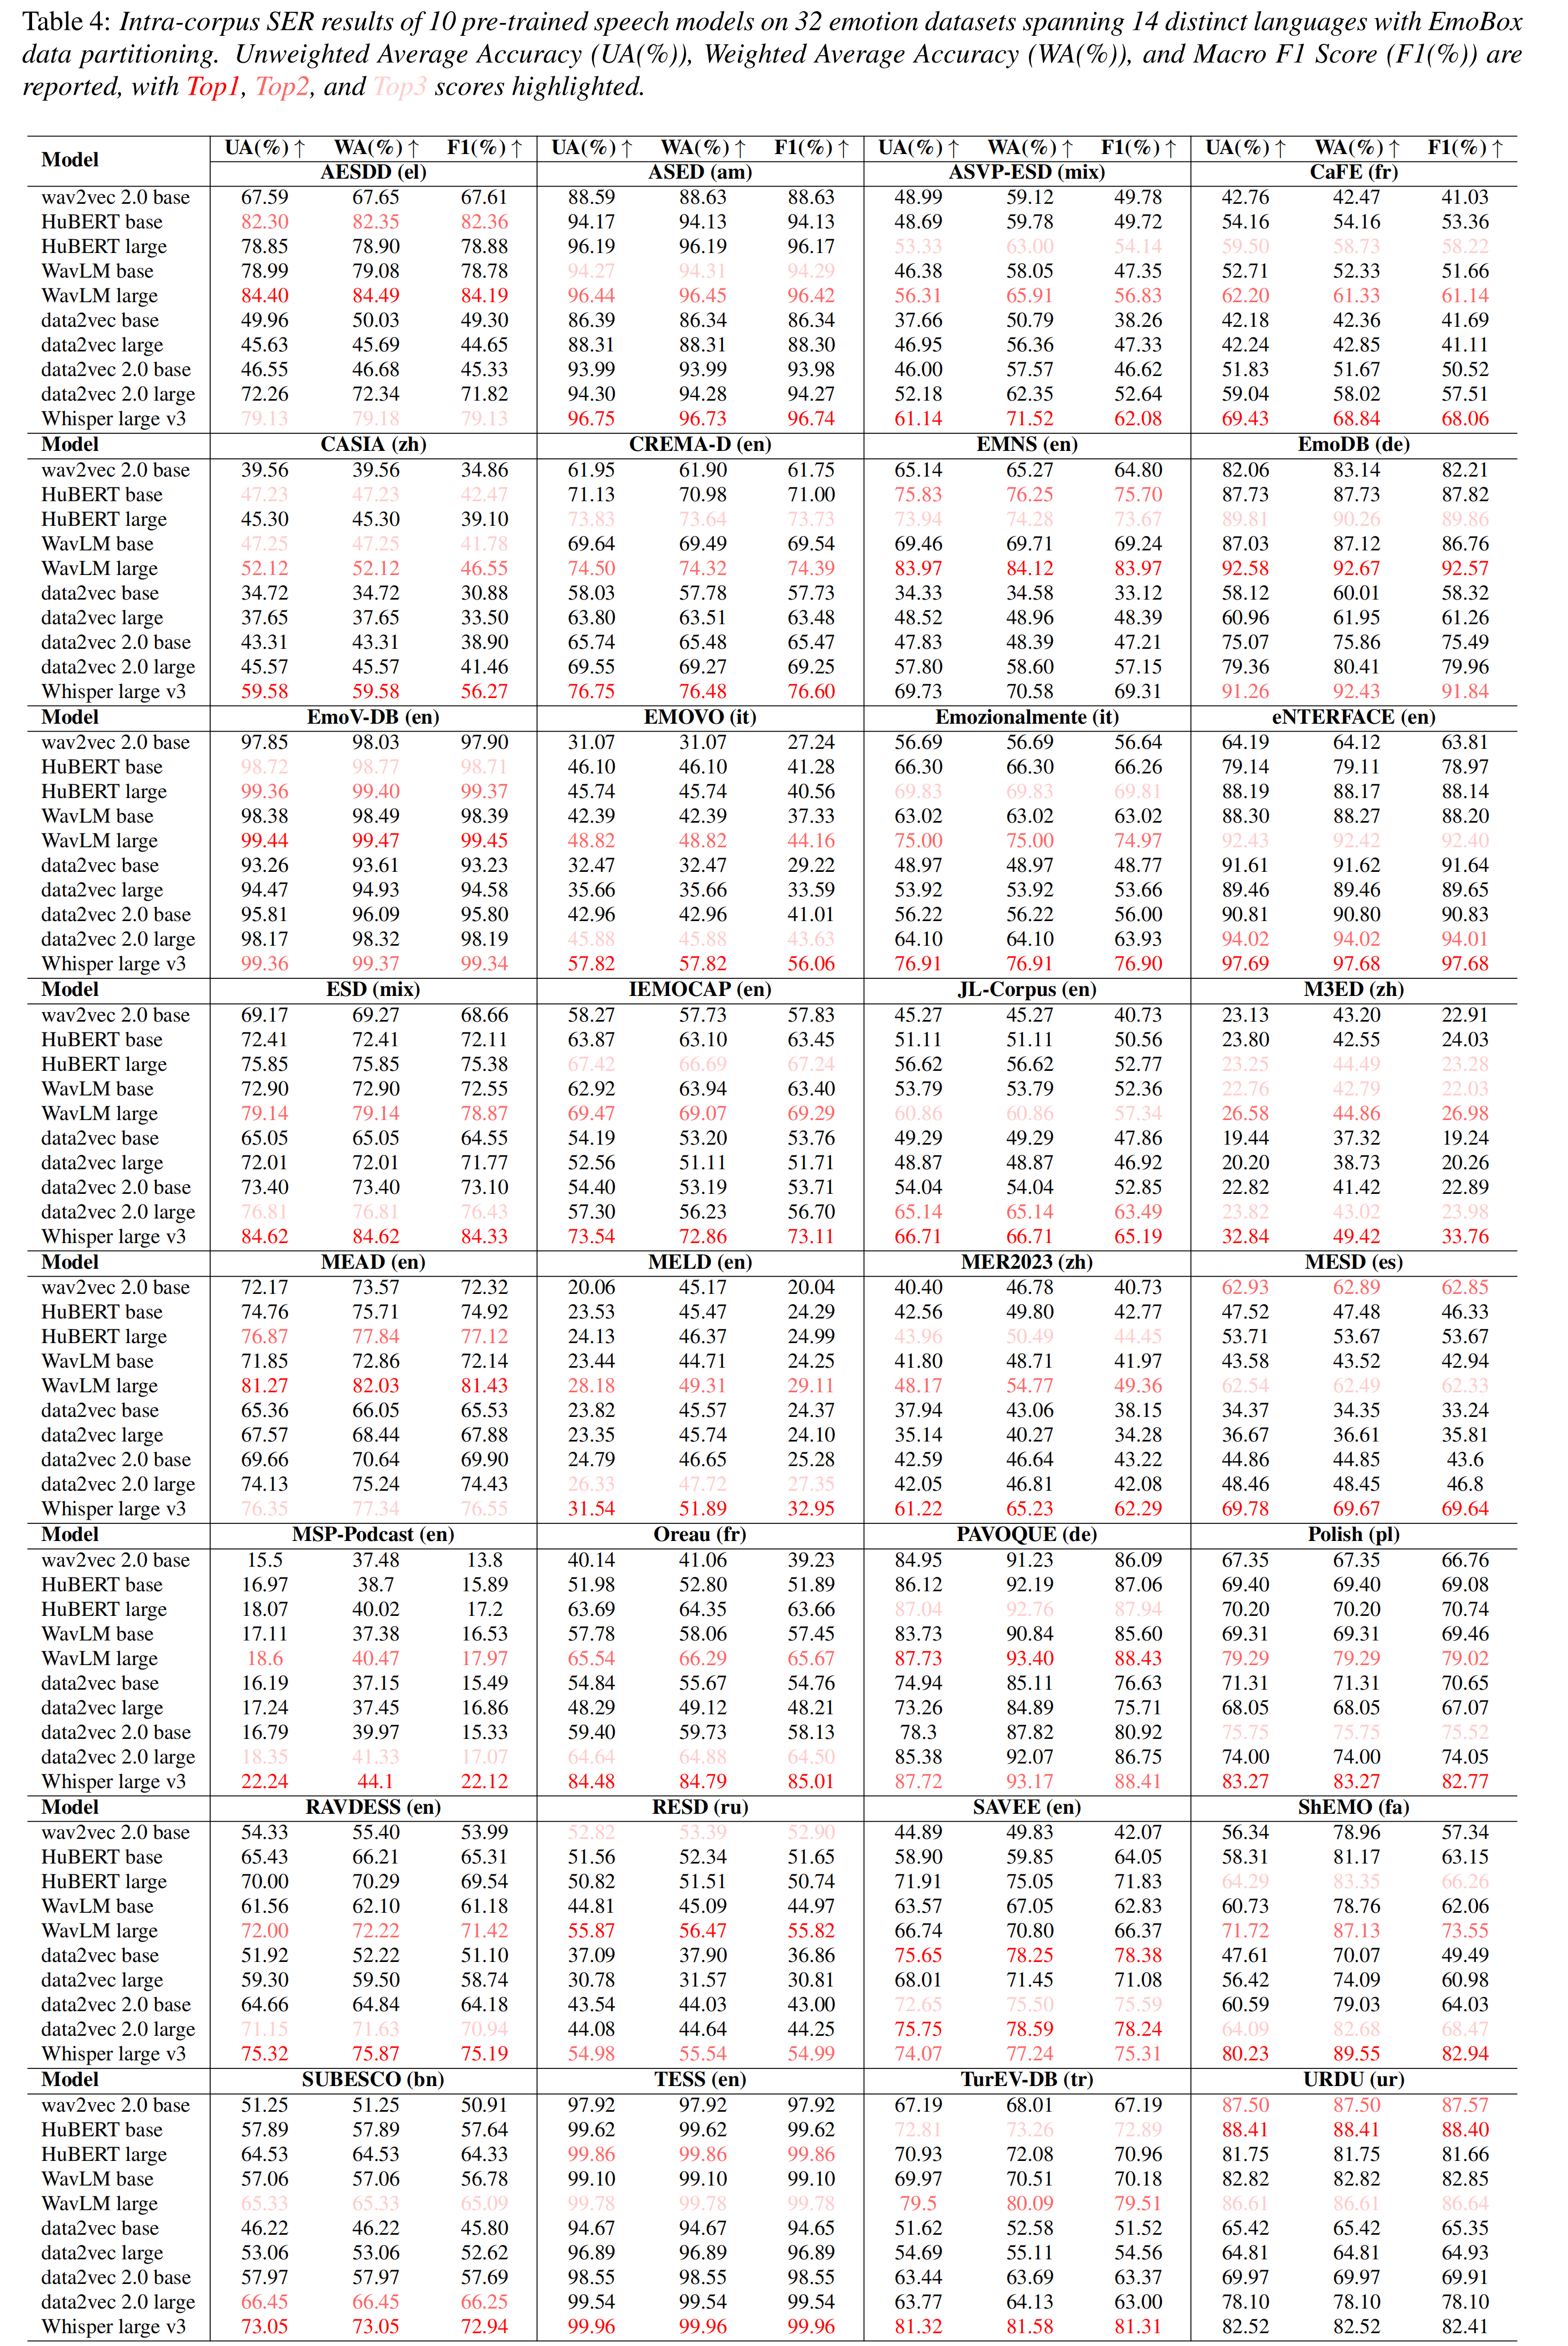 Table 4: Intra-corpus SER results of 10 pre-trained speech models on 32 emotion datasets spanning 14 distinct languages with EmoBox
data partitioning. Unweighted Average Accuracy (UA(%)), Weighted Average Accuracy (WA(%)), and Macro F1 Score (F1(%)) are
reported, with Top1, Top2, and Top3 scores highlighted.
Model UA(%)↑ WA(%)↑ F1(%)↑ UA(%)↑ WA(%)↑ F1(%)↑ UA(%)↑ WA(%)↑ F1(%)↑ UA(%)↑ WA(%)↑ F1(%)↑
AESDD (el) ASED (am) ASVP-ESD (mix) CaFE (fr)
wav2vec 2.0 base 67.59 67.65 67.61 88.59 88.63 88.63 48.99 59.12 49.78 42.76 42.47 41.03
HuBERT base 82.30 82.35 82.36 94.17 94.13 94.13 48.69 59.78 49.72 54.16 54.16 53.36
HuBERT large 78.85 78.90 78.88 96.19 96.19 96.17 53.33 63.00 54.14 59.50 58.73 58.22
WavLM base 78.99 79.08 78.78 94.27 94.31 94.29 46.38 58.05 47.35 52.71 52.33 51.66
WavLM large 84.40 84.49 84.19 96.44 96.45 96.42 56.31 65.91 56.83 62.20 61.33 61.14
data2vec base 49.96 50.03 49.30 86.39 86.34 86.34 37.66 50.79 38.26 42.18 42.36 41.69
data2vec large 45.63 45.69 44.65 88.31 88.31 88.30 46.95 56.36 47.33 42.24 42.85 41.11
data2vec 2.0 base 46.55 46.68 45.33 93.99 93.99 93.98 46.00 57.57 46.62 51.83 51.67 50.52
data2vec 2.0 large 72.26 72.34 71.82 94.30 94.28 94.27 52.18 62.35 52.64 59.04 58.02 57.51
Whisper large v3 79.13 79.18 79.13 96.75 96.73 96.74 61.14 71.52 62.08 69.43 68.84 68.06
Model CASIA (zh) CREMA-D (en) EMNS (en) EmoDB (de)
wav2vec 2.0 base 39.56 39.56 34.86 61.95 61.90 61.75 65.14 65.27 64.80 82.06 83.14 82.21
HuBERT base 47.23 47.23 42.47 71.13 70.98 71.00 75.83 76.25 75.70 87.73 87.73 87.82
HuBERT large 45.30 45.30 39.10 73.83 73.64 73.73 73.94 74.28 73.67 89.81 90.26 89.86
WavLM base 47.25 47.25 41.78 69.64 69.49 69.54 69.46 69.71 69.24 87.03 87.12 86.76
WavLM large 52.12 52.12 46.55 74.50 74.32 74.39 83.97 84.12 83.97 92.58 92.67 92.57
data2vec base 34.72 34.72 30.88 58.03 57.78 57.73 34.33 34.58 33.12 58.12 60.01 58.32
data2vec large 37.65 37.65 33.50 63.80 63.51 63.48 48.52 48.96 48.39 60.96 61.95 61.26
data2vec 2.0 base 43.31 43.31 38.90 65.74 65.48 65.47 47.83 48.39 47.21 75.07 75.86 75.49
data2vec 2.0 large 45.57 45.57 41.46 69.55 69.27 69.25 57.80 58.60 57.15 79.36 80.41 79.96
Whisper large v3 59.58 59.58 56.27 76.75 76.48 76.60 69.73 70.58 69.31 91.26 92.43 91.84
Model EmoV-DB (en) EMOVO (it) Emozionalmente (it) eNTERFACE (en)
wav2vec 2.0 base 97.85 98.03 97.90 31.07 31.07 27.24 56.69 56.69 56.64 64.19 64.12 63.81
HuBERT base 98.72 98.77 98.71 46.10 46.10 41.28 66.30 66.30 66.26 79.14 79.11 78.97
HuBERT large 99.36 99.40 99.37 45.74 45.74 40.56 69.83 69.83 69.81 88.19 88.17 88.14
WavLM base 98.38 98.49 98.39 42.39 42.39 37.33 63.02 63.02 63.02 88.30 88.27 88.20
WavLM large 99.44 99.47 99.45 48.82 48.82 44.16 75.00 75.00 74.97 92.43 92.42 92.40
data2vec base 93.26 93.61 93.23 32.47 32.47 29.22 48.97 48.97 48.77 91.61 91.62 91.64
data2vec large 94.47 94.93 94.58 35.66 35.66 33.59 53.92 53.92 53.66 89.46 89.46 89.65
data2vec 2.0 base 95.81 96.09 95.80 42.96 42.96 41.01 56.22 56.22 56.00 90.81 90.80 90.83
data2vec 2.0 large 98.17 98.32 98.19 45.88 45.88 43.63 64.10 64.10 63.93 94.02 94.02 94.01
Whisper large v3 99.36 99.37 99.34 57.82 57.82 56.06 76.91 76.91 76.90 97.69 97.68 97.68
Model ESD (mix) IEMOCAP (en) JL-Corpus (en) M3ED (zh)
wav2vec 2.0 base 69.17 69.27 68.66 58.27 57.73 57.83 45.27 45.27 40.73 23.13 43.20 22.91
HuBERT base 72.41 72.41 72.11 63.87 63.10 63.45 51.11 51.11 50.56 23.80 42.55 24.03
HuBERT large 75.85 75.85 75.38 67.42 66.69 67.24 56.62 56.62 52.77 23.25 44.49 23.28
WavLM base 72.90 72.90 72.55 62.92 63.94 63.40 53.79 53.79 52.36 22.76 42.79 22.03
WavLM large 79.14 79.14 78.87 69.47 69.07 69.29 60.86 60.86 57.34 26.58 44.86 26.98
data2vec base 65.05 65.05 64.55 54.19 53.20 53.76 49.29 49.29 47.86 19.44 37.32 19.24
data2vec large 72.01 72.01 71.77 52.56 51.11 51.71 48.87 48.87 46.92 20.20 38.73 20.26
data2vec 2.0 base 73.40 73.40 73.10 54.40 53.19 53.71 54.04 54.04 52.85 22.82 41.42 22.89
data2vec 2.0 large 76.81 76.81 76.43 57.30 56.23 56.70 65.14 65.14 63.49 23.82 43.02 23.98
Whisper large v3 84.62 84.62 84.33 73.54 72.86 73.11 66.71 66.71 65.19 32.84 49.42 33.76
Model MEAD (en) MELD (en) MER2023 (zh) MESD (es)
wav2vec 2.0 base 72.17 73.57 72.32 20.06 45.17 20.04 40.40 46.78 40.73 62.93 62.89 62.85
HuBERT base 74.76 75.71 74.92 23.53 45.47 24.29 42.56 49.80 42.77 47.52 47.48 46.33
HuBERT large 76.87 77.84 77.12 24.13 46.37 24.99 43.96 50.49 44.45 53.71 53.67 53.67
WavLM base 71.85 72.86 72.14 23.44 44.71 24.25 41.80 48.71 41.97 43.58 43.52 42.94
WavLM large 81.27 82.03 81.43 28.18 49.31 29.11 48.17 54.77 49.36 62.54 62.49 62.33
data2vec base 65.36 66.05 65.53 23.82 45.57 24.37 37.94 43.06 38.15 34.37 34.35 33.24
data2vec large 67.57 68.44 67.88 23.35 45.74 24.10 35.14 40.27 34.28 36.67 36.61 35.81
data2vec 2.0 base 69.66 70.64 69.90 24.79 46.65 25.28 42.59 46.64 43.22 44.86 44.85 43.6
data2vec 2.0 large 74.13 75.24 74.43 26.33 47.72 27.35 42.05 46.81 42.08 48.46 48.45 46.8
Whisper large v3 76.35 77.34 76.55 31.54 51.89 32.95 61.22 65.23 62.29 69.78 69.67 69.64
Model MSP-Podcast (en) Oreau (fr) PAVOQUE (de) Polish (pl)
wav2vec 2.0 base 15.5 37.48 13.8 40.14 41.06 39.23 84.95 91.23 86.09 67.35 67.35 66.76
HuBERT base 16.97 38.7 15.89 51.98 52.80 51.89 86.12 92.19 87.06 69.40 69.40 69.08
HuBERT large 18.07 40.02 17.2 63.69 64.35 63.66 87.04 92.76 87.94 70.20 70.20 70.74
WavLM base 17.11 37.38 16.53 57.78 58.06 57.45 83.73 90.84 85.60 69.31 69.31 69.46
WavLM large 18.6 40.47 17.97 65.54 66.29 65.67 87.73 93.40 88.43 79.29 79.29 79.02
data2vec base 16.19 37.15 15.49 54.84 55.67 54.76 74.94 85.11 76.63 71.31 71.31 70.65
data2vec large 17.24 37.45 16.86 48.29 49.12 48.21 73.26 84.89 75.71 68.05 68.05 67.07
data2vec 2.0 base 16.79 39.97 15.33 59.40 59.73 58.13 78.3 87.82 80.92 75.75 75.75 75.52
data2vec 2.0 large 18.35 41.33 17.07 64.64 64.88 64.50 85.38 92.07 86.75 74.00 74.00 74.05
Whisper large v3 22.24 44.1 22.12 84.48 84.79 85.01 87.72 93.17 88.41 83.27 83.27 82.77
Model RAVDESS (en) RESD (ru) SAVEE (en) ShEMO (fa)
wav2vec 2.0 base 54.33 55.40 53.99 52.82 53.39 52.90 44.89 49.83 42.07 56.34 78.96 57.34
HuBERT base 65.43 66.21 65.31 51.56 52.34 51.65 58.90 59.85 64.05 58.31 81.17 63.15
HuBERT large 70.00 70.29 69.54 50.82 51.51 50.74 71.91 75.05 71.83 64.29 83.35 66.26
WavLM base 61.56 62.10 61.18 44.81 45.09 44.97 63.57 67.05 62.83 60.73 78.76 62.06
WavLM large 72.00 72.22 71.42 55.87 56.47 55.82 66.74 70.80 66.37 71.72 87.13 73.55
data2vec base 51.92 52.22 51.10 37.09 37.90 36.86 75.65 78.25 78.38 47.61 70.07 49.49
data2vec large 59.30 59.50 58.74 30.78 31.57 30.81 68.01 71.45 71.08 56.42 74.09 60.98
data2vec 2.0 base 64.66 64.84 64.18 43.54 44.03 43.00 72.65 75.50 75.59 60.59 79.03 64.03
data2vec 2.0 large 71.15 71.63 70.94 44.08 44.64 44.25 75.75 78.59 78.24 64.09 82.68 68.47
Whisper large v3 75.32 75.87 75.19 54.98 55.54 54.99 74.07 77.24 75.31 80.23 89.55 82.94
Model SUBESCO (bn) TESS (en) TurEV-DB (tr) URDU (ur)
wav2vec 2.0 base 51.25 51.25 50.91 97.92 97.92 97.92 67.19 68.01 67.19 87.50 87.50 87.57
HuBERT base 57.89 57.89 57.64 99.62 99.62 99.62 72.81 73.26 72.89 88.41 88.41 88.40
HuBERT large 64.53 64.53 64.33 99.86 99.86 99.86 70.93 72.08 70.96 81.75 81.75 81.66
WavLM base 57.06 57.06 56.78 99.10 99.10 99.10 69.97 70.51 70.18 82.82 82.82 82.85
WavLM large 65.33 65.33 65.09 99.78 99.78 99.78 79.5 80.09 79.51 86.61 86.61 86.64
data2vec base 46.22 46.22 45.80 94.67 94.67 94.65 51.62 52.58 51.52 65.42 65.42 65.35
data2vec large 53.06 53.06 52.62 96.89 96.89 96.89 54.69 55.11 54.56 64.81 64.81 64.93
data2vec 2.0 base 57.97 57.97 57.69 98.55 98.55 98.55 63.44 63.69 63.37 69.97 69.97 69.91
data2vec 2.0 large 66.45 66.45 66.25 99.54 99.54 99.54 63.77 64.13 63.00 78.10 78.10 78.10
Whisper large v3 73.05 73.05 72.94 99.96 99.96 99.96 81.32 81.58 81.31 82.52 82.52 82.41